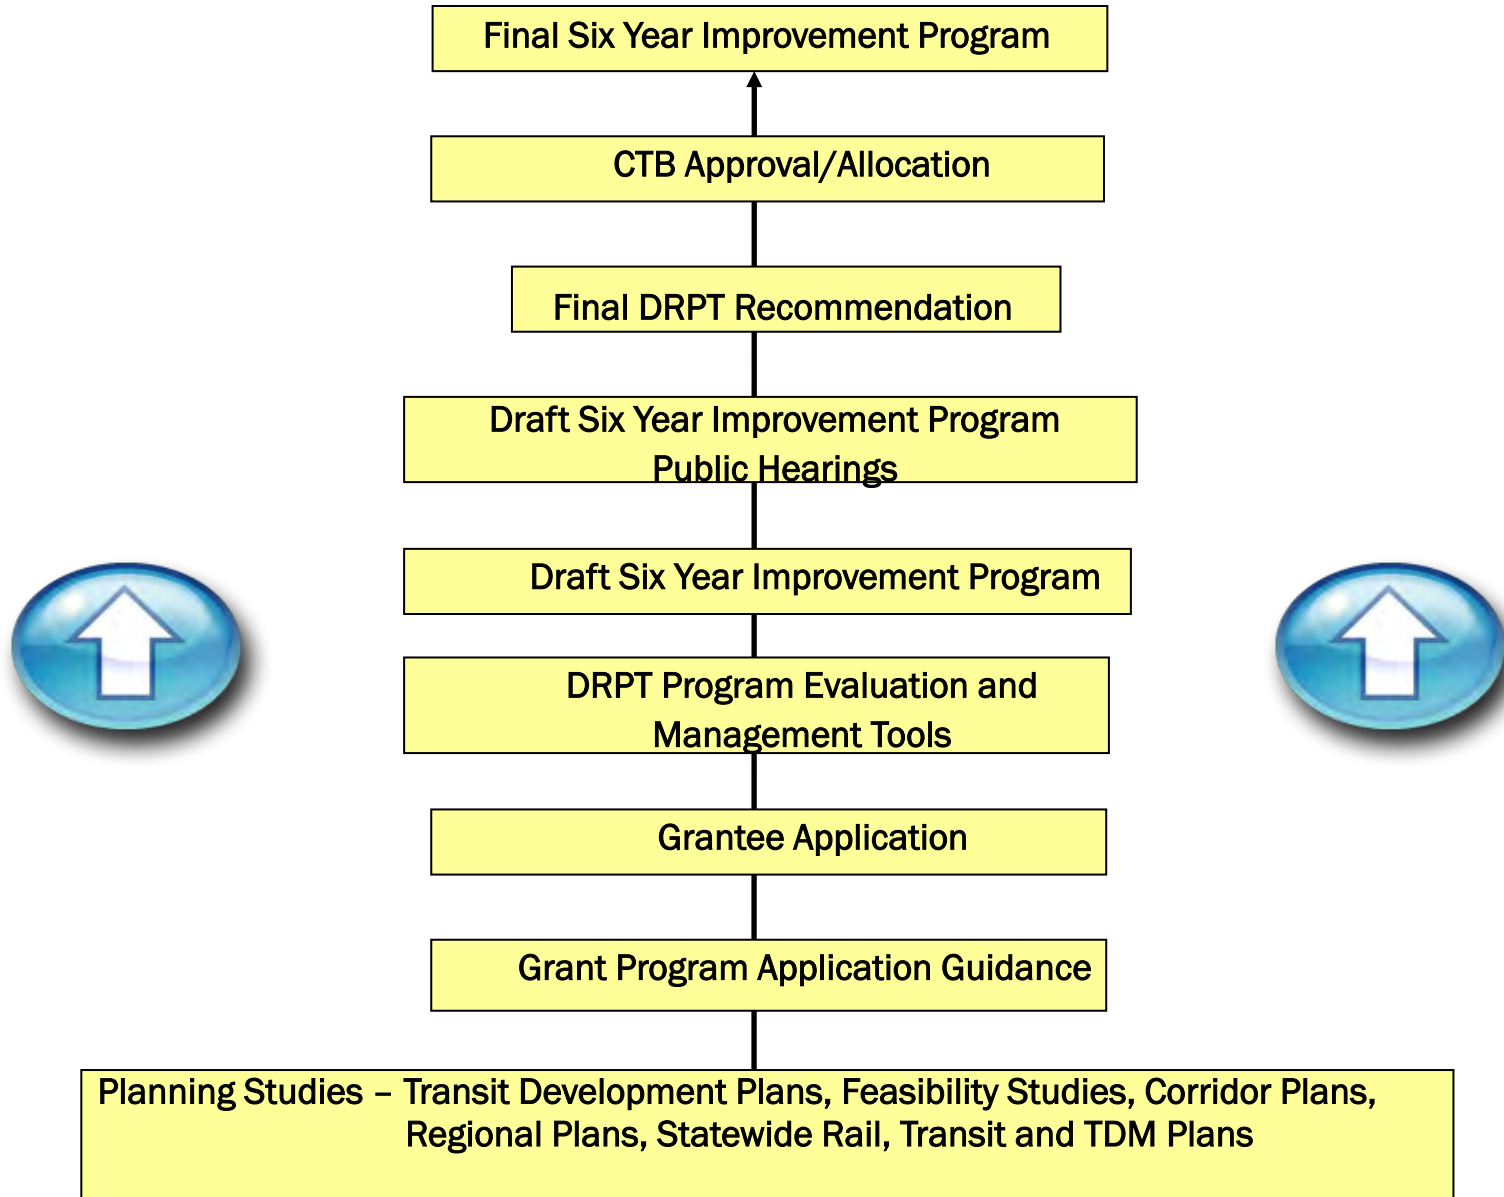 Final Six Year Improvement Program
CTB Approval/Allocation
Final DRPT Recommendation
Draft Six Year Improvement Program
Public Hearings
Draft Six Year Improvement Program
DRPT Program Evaluation and
Management Tools
Grantee Application
Grant Program Application Guidance
Planning Studies – Transit Development Plans, Feasibility Studies, Corridor Plans,
Regional Plans, Statewide Rail, Transit and TDM Plans